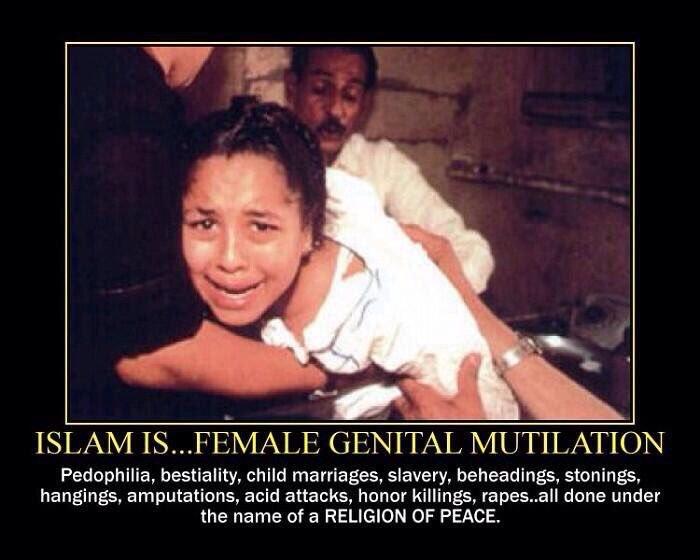 ISLAM IS...FEMALE GENITAL MUTILATION
Pedophilia, bestiality, child marriages, slavery, beheadings, stonings,
hangings, amputations, acid attacks, honor killings, rapes..all done under
the name of a RELIGION OF PEACE.